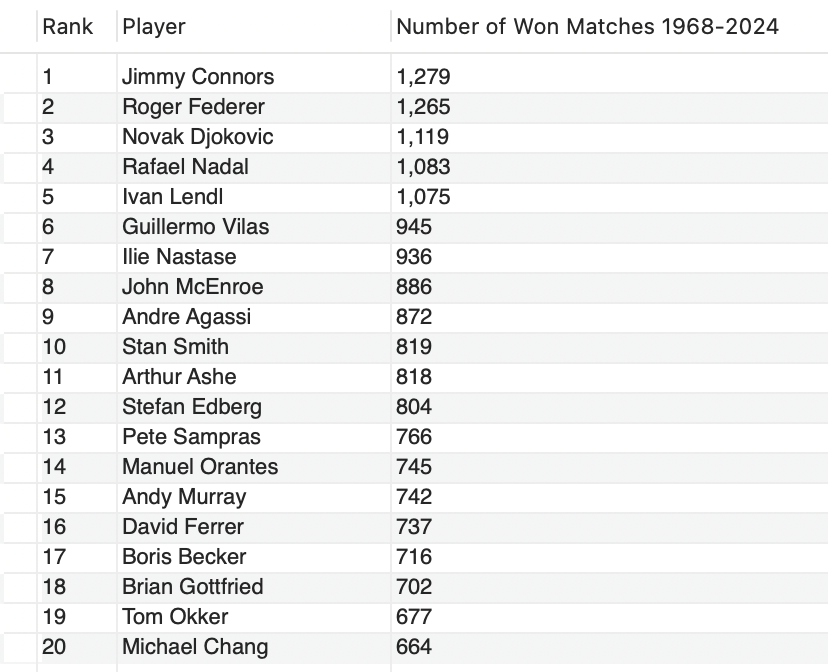 Rank Player Number of Won Matches 1968-2024
1 Jimmy Connors 1,279
2 Roger Federer 1,265
3 Novak Djokovic 1,119
4 Rafael Nadal 1,083
5 Ivan Lendl 1,075
6 Guillermo Vilas 945
7 Ilie Nastase 936
8 John McEnroe 886
9 Andre Agassi 872
10 Stan Smith 819
11 Arthur Ashe 818
12 Stefan Edberg 804
13 Pete Sampras 766
14 Manuel Orantes 745
15 Andy Murray 742
16 David Ferrer 737
17 Boris Becker 716
18 Brian Gottfried 702
19 Tom Okker 677
20 Michael Chang 664